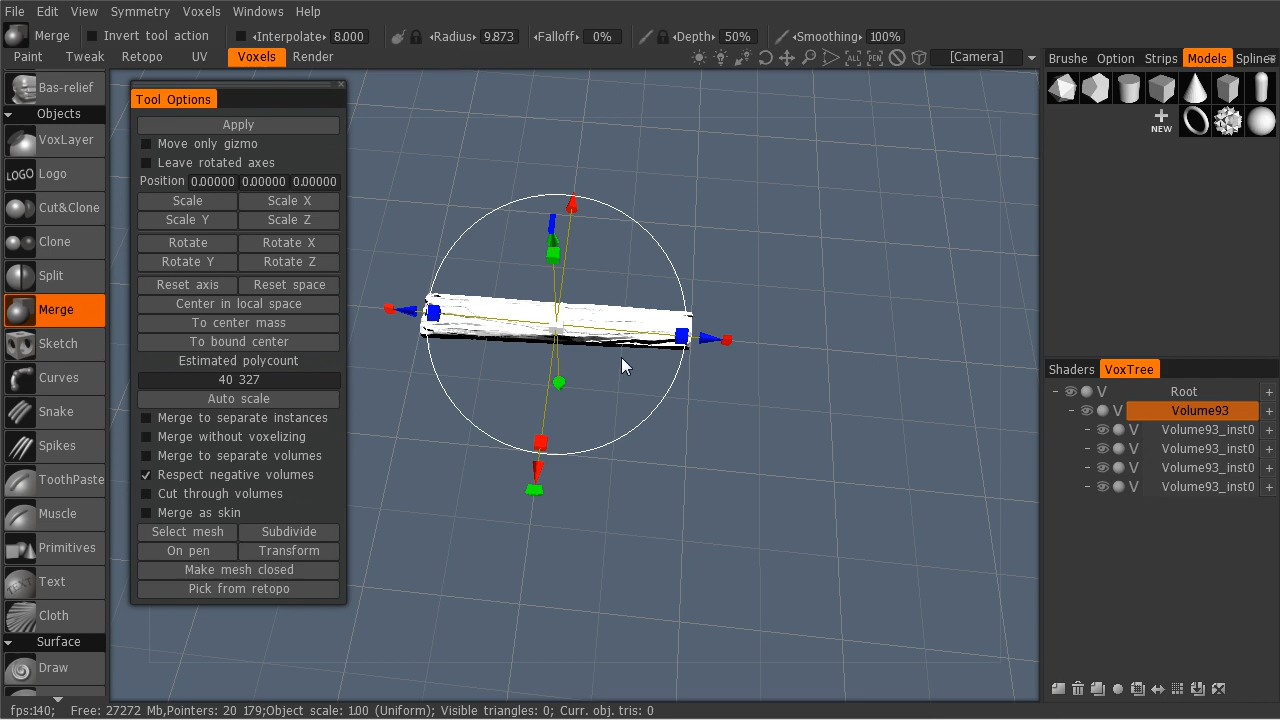 File Edit View Symmetry Voxels Windows Help
Merge Invert tool action Interpolate 8.000 Radius 9.873 Falloff 0% Depth 50% Smoothing 100%
Paint Tweak Retopo UV Voxels Render ALL PEN [Camera]
Brushe Option Strips Models Spline
NEW
Bas-relief
Objects
VoxLayer
LOGO Logo
Cut&Clone
Clone
Split
Merge
Sketch
Curves
Snake
Spikes
ToothPaste
Muscle
Primitives
TEXT Text
Cloth
Surface
Draw
Tool Options
Apply
Move only gizmo
Leave rotated axes
Position 0.00000 0.00000 0.00000
Scale Scale X
Scale Y Scale Z
Rotate Rotate X
Rotate Y Rotate Z
Reset axis Reset space
Center in local space
To center mass
To bound center
Estimated polycount
40 327
Auto scale
Merge to separate instances
Merge without voxelizing
Merge to separate volumes
Respect negative volumes
Cut through volumes
Merge as skin
Select mesh Subdivide
On pen Transform
Make mesh closed
Pick from retopo
Shaders VoxTree
V Root +
V Volume93 +
V Volume93_inst0 +
V Volume93_inst0 +
V Volume93_inst0 +
V Volume93_inst0 +
fps:140; Free: 27272 Mb,Pointers: 20 179;Object scale: 1.00 (Uniform); Visible triangles: 0; Curr. obj. tris: 0